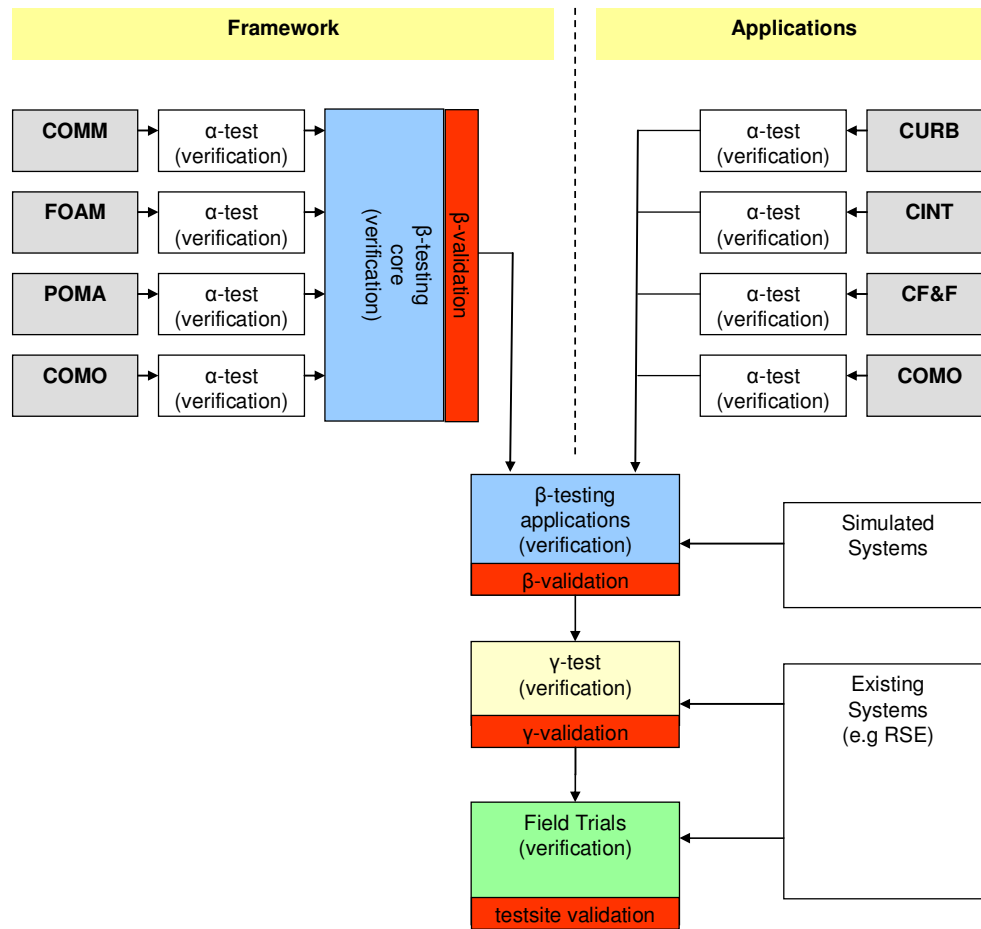 Framework
Applications
COMM
α-test
(verification)
FOAM
α-test
(verification)
POMA
α-test
(verification)
COMO
α-test
(verification)
β-testing
core
(verification)
β-validation
α-test
(verification)
CURB
α-test
(verification)
CINT
α-test
(verification)
CF&F
α-test
(verification)
COMO
β-testing
applications
(verification)
β-validation
Simulated
Systems
γ-test
(verification)
γ-validation
Existing
Systems
(e.g RSE)
Field Trials
(verification)
testsite validation